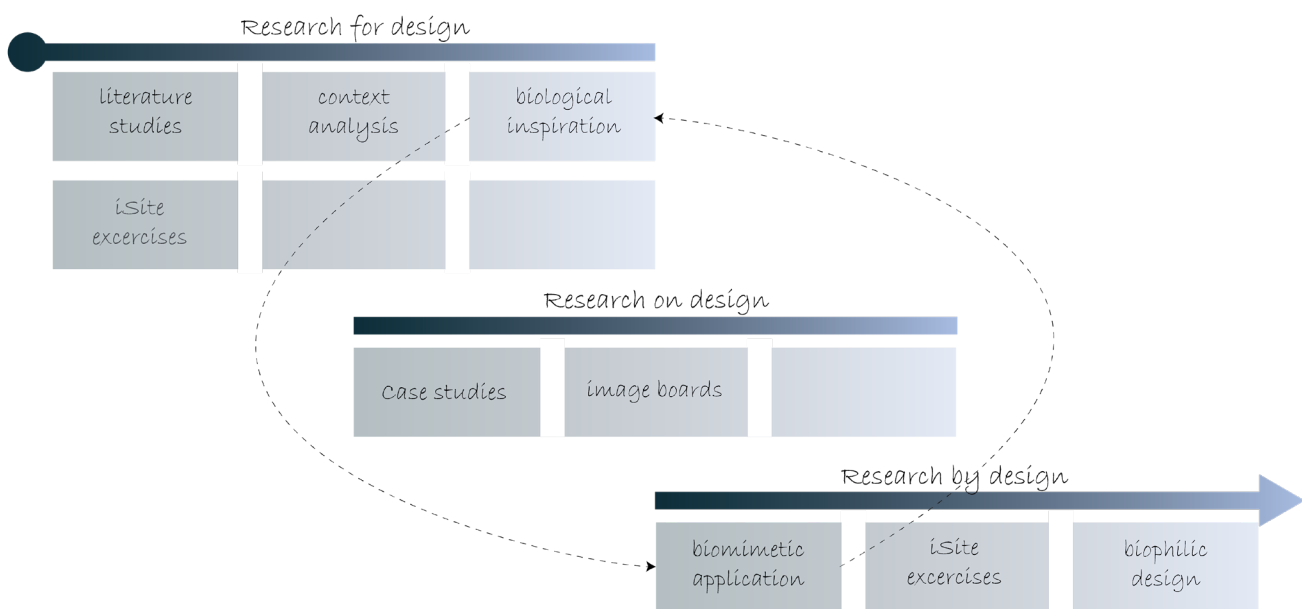 Research for design
literature
studies
context
analysis
biological
inspiration
iSite
excercises
Research on design
Case studies
image boards
Research by design
biomimetic
application
iSite
excercises
biophilic
design